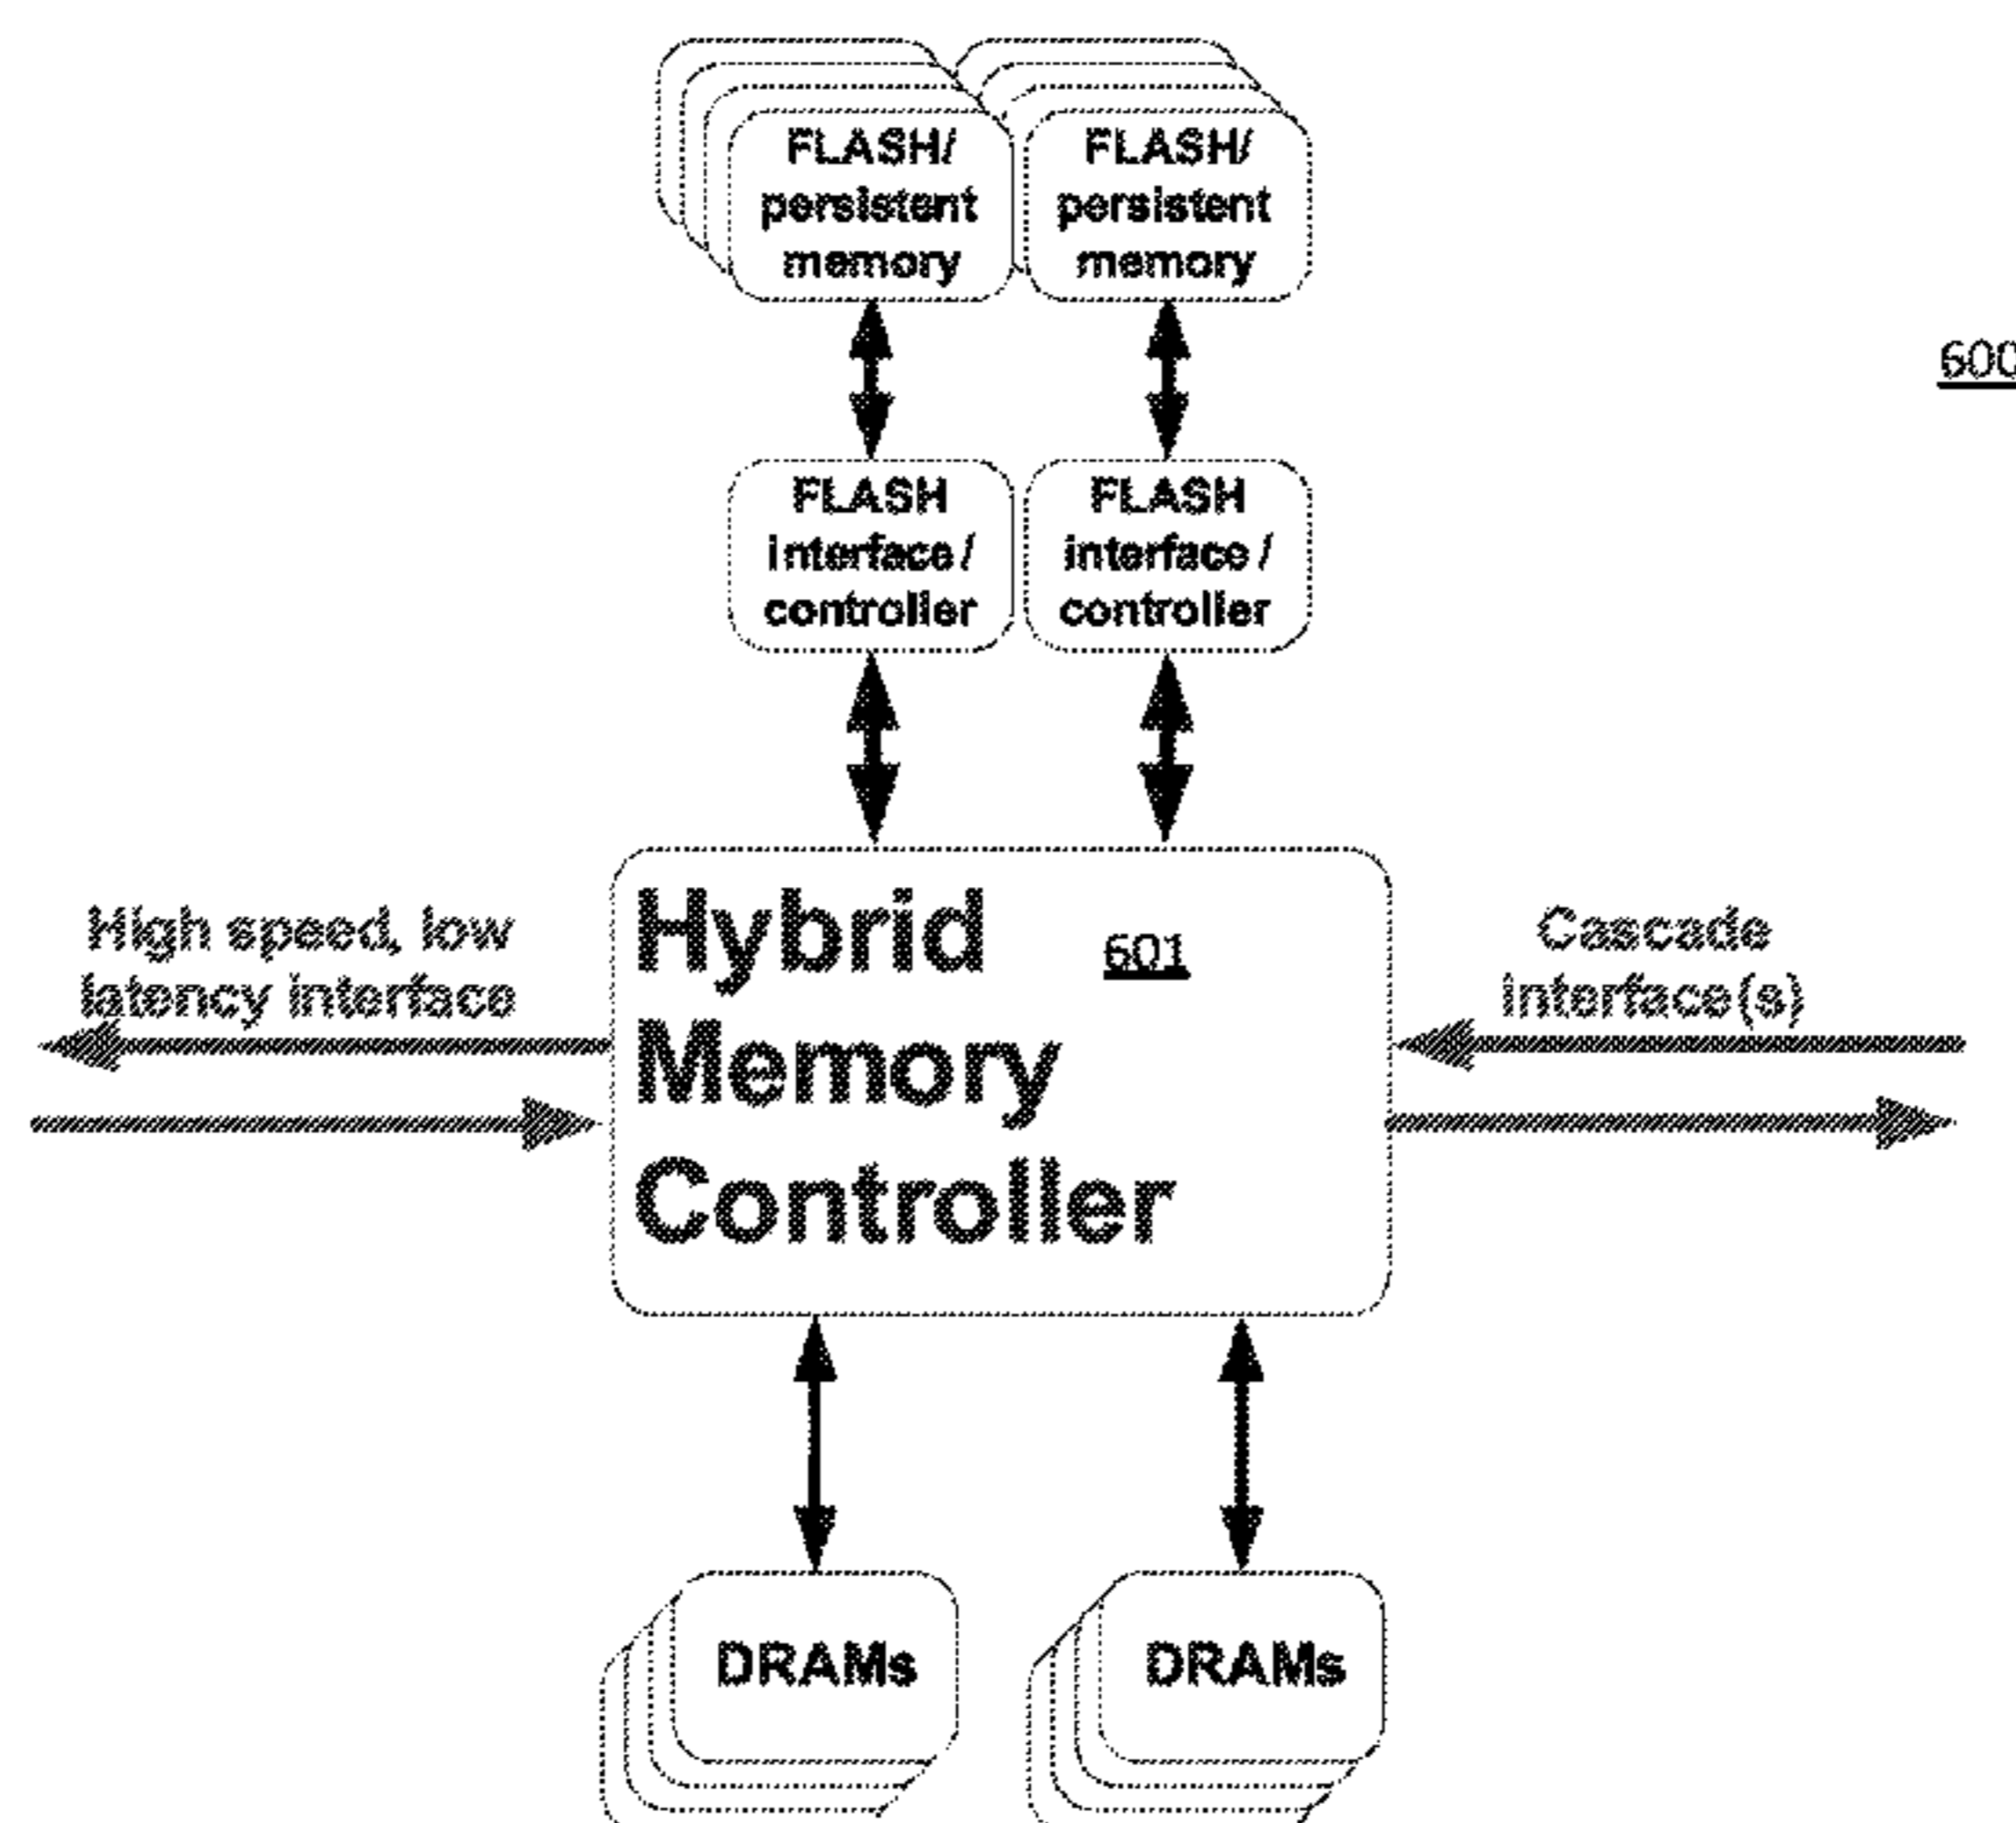 FLASH/
persistent
memory
FLASH/
persistent
memory
600
FLASH
interface/
controller
FLASH
interface/
controller
High speed, low
latency interface
Hybrid
Memory
Controller
601
Cascade
interface(s)
DRAMs
DRAMs